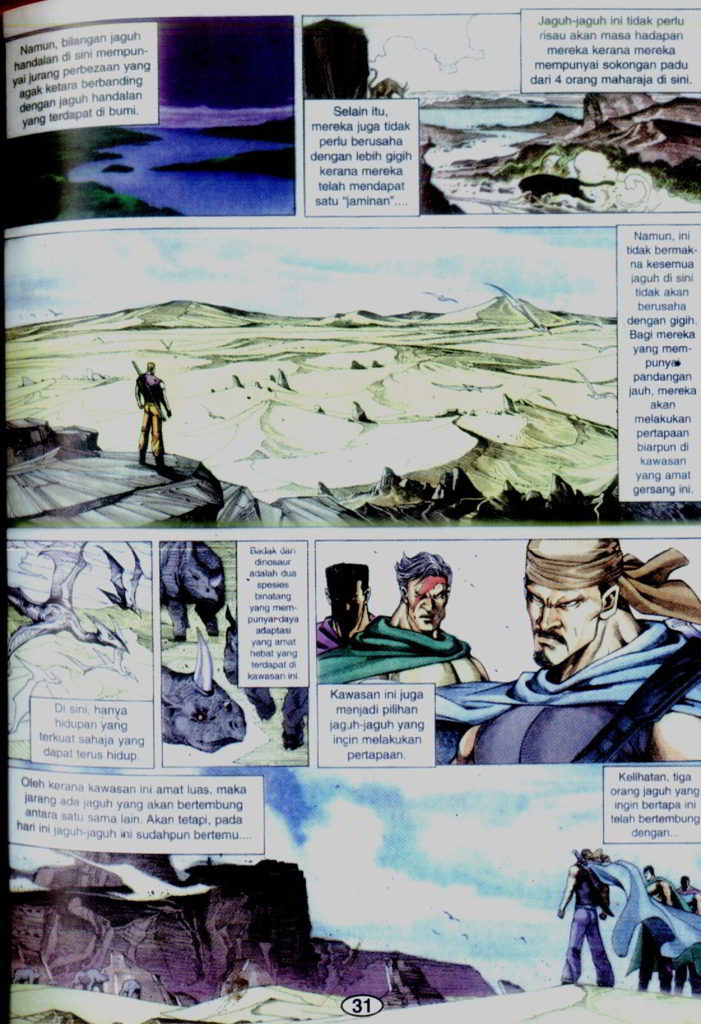 Namun, bilangan jaguh
handalan di sini mempun-
yai jurang perbezaan yang
agak ketara berbanding
dengan jaguh handalan
yang terdapat di bumi.
Selain itu,
mereka juga tidak
perlu berusaha
dengan lebih gigih
kerana mereka
telah mendapat
satu "jaminan"....
Jaguh-jaguh ini tidak perlu
risau akan masa hadapan
mereka kerana mereka
mempunyai sokongan padu
dari 4 orang maharaja di sini.
Namun, ini
tidak bermak-
na kesemua
jaguh di sini
tidak akan
berusaha
dengan gigih.
Bagi mereka
yang mem-
punyai
pandangan
jauh, mereka
akan
melakukan
pertapaan
biarpun di
kawasan
yang amat
gersang ini.
Di sini, hanya
hidupan yang
terkuat sahaja yang
dapat terus hidup.
Badak dan
dinosaur
adalah dua
spesies
binatang
yang mem-
punyai daya
adaptasi
yang amat
hebat yang
terdapat di
kawasan ini.
Kawasan ini juga
menjadi pilihan
jaguh-jaguh yang
ingin melakukan
pertapaan.
Oleh kerana kawasan ini amat luas, maka
jarang ada jaguh yang akan bertembung
antara satu sama lain. Akan tetapi, pada
hari ini jaguh-jaguh ini sudahpun bertemu....
Kelihatan, tiga
orang jaguh yang
ingin bertapa ini
telah bertembung
dengan...
31